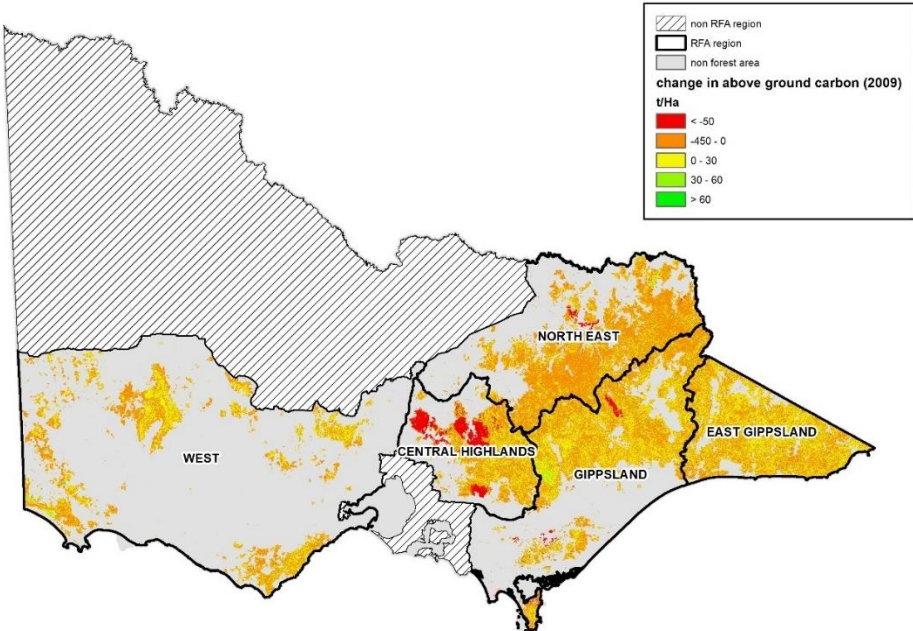 non RFA region
RFA region
non forest area
change in above ground carbon (2009)
t/Ha
< -50
-450 - 0
0 - 30
30 - 60
> 60
NORTH EAST
WEST
CENTRAL HIGHLANDS
EAST GIPPSLAND
GIPPSLAND